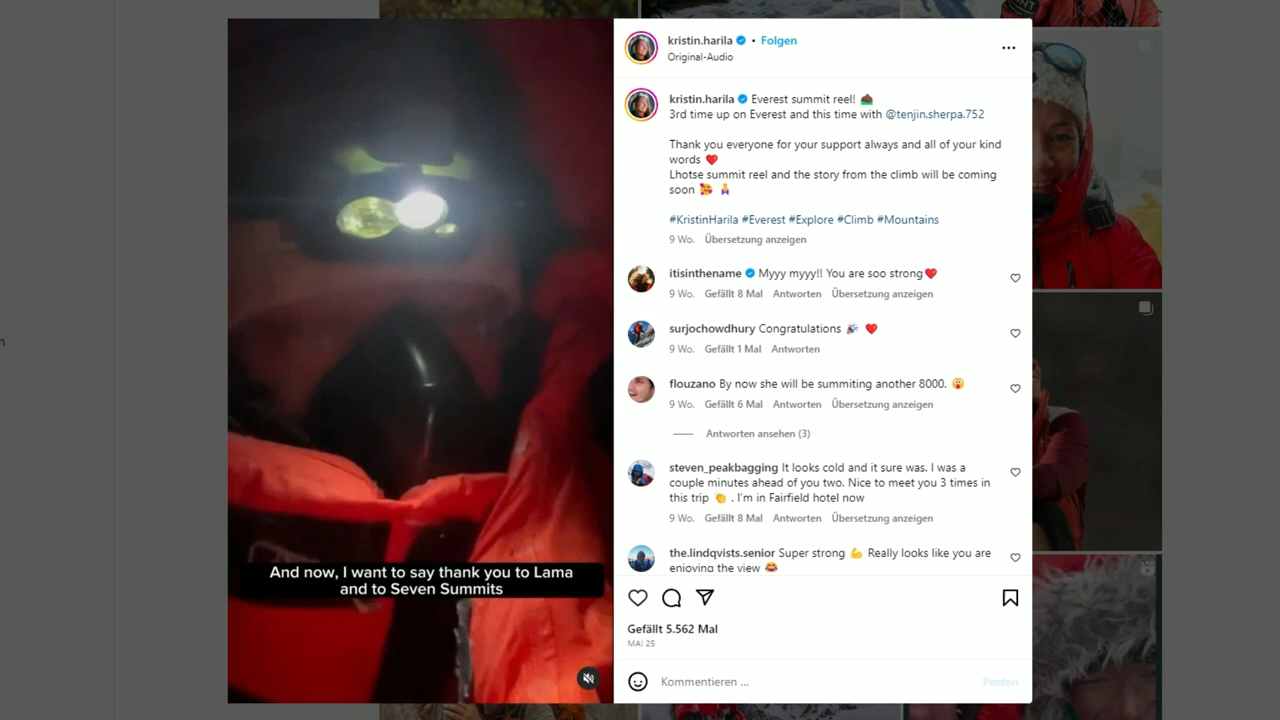 kristin.harila • Folgen
Original-Audio
kristin.harila Everest summit reel!
3rd time up on Everest and this time with @tenjin.sherpa.752
Thank you everyone for your support always and all of your kind
words
Lhotse summit reel and the story from the climb will be coming
soon
#KristinHarila #Everest #Explore #Climb #Mountains
9 Wo. Übersetzung anzeigen
itisinthename Myyy myyy!! You are soo strong
9 Wo. Gefällt 8 Mal Antworten Übersetzung anzeigen
surjochowdhury Congratulations
9 Wo. Gefällt 1 Mal Antworten
flouzano By now she will be summiting another 8000.
9 Wo. Gefällt 6 Mal Antworten Übersetzung anzeigen
Antworten ansehen (3)
steven_peakbagging It looks cold and it sure was. I was a
couple minutes ahead of you two. Nice to meet you 3 times in
this trip . I'm in Fairfield hotel now
9 Wo. Gefällt 8 Mal Antworten Übersetzung anzeigen
the.lindqvists.senior Super strong Really looks like you are
enjoying the view
And now, I want to say thank you to Lama
and to Seven Summits
Gefällt 5.562 Mal
MAI 25
Kommentieren ...
Posten